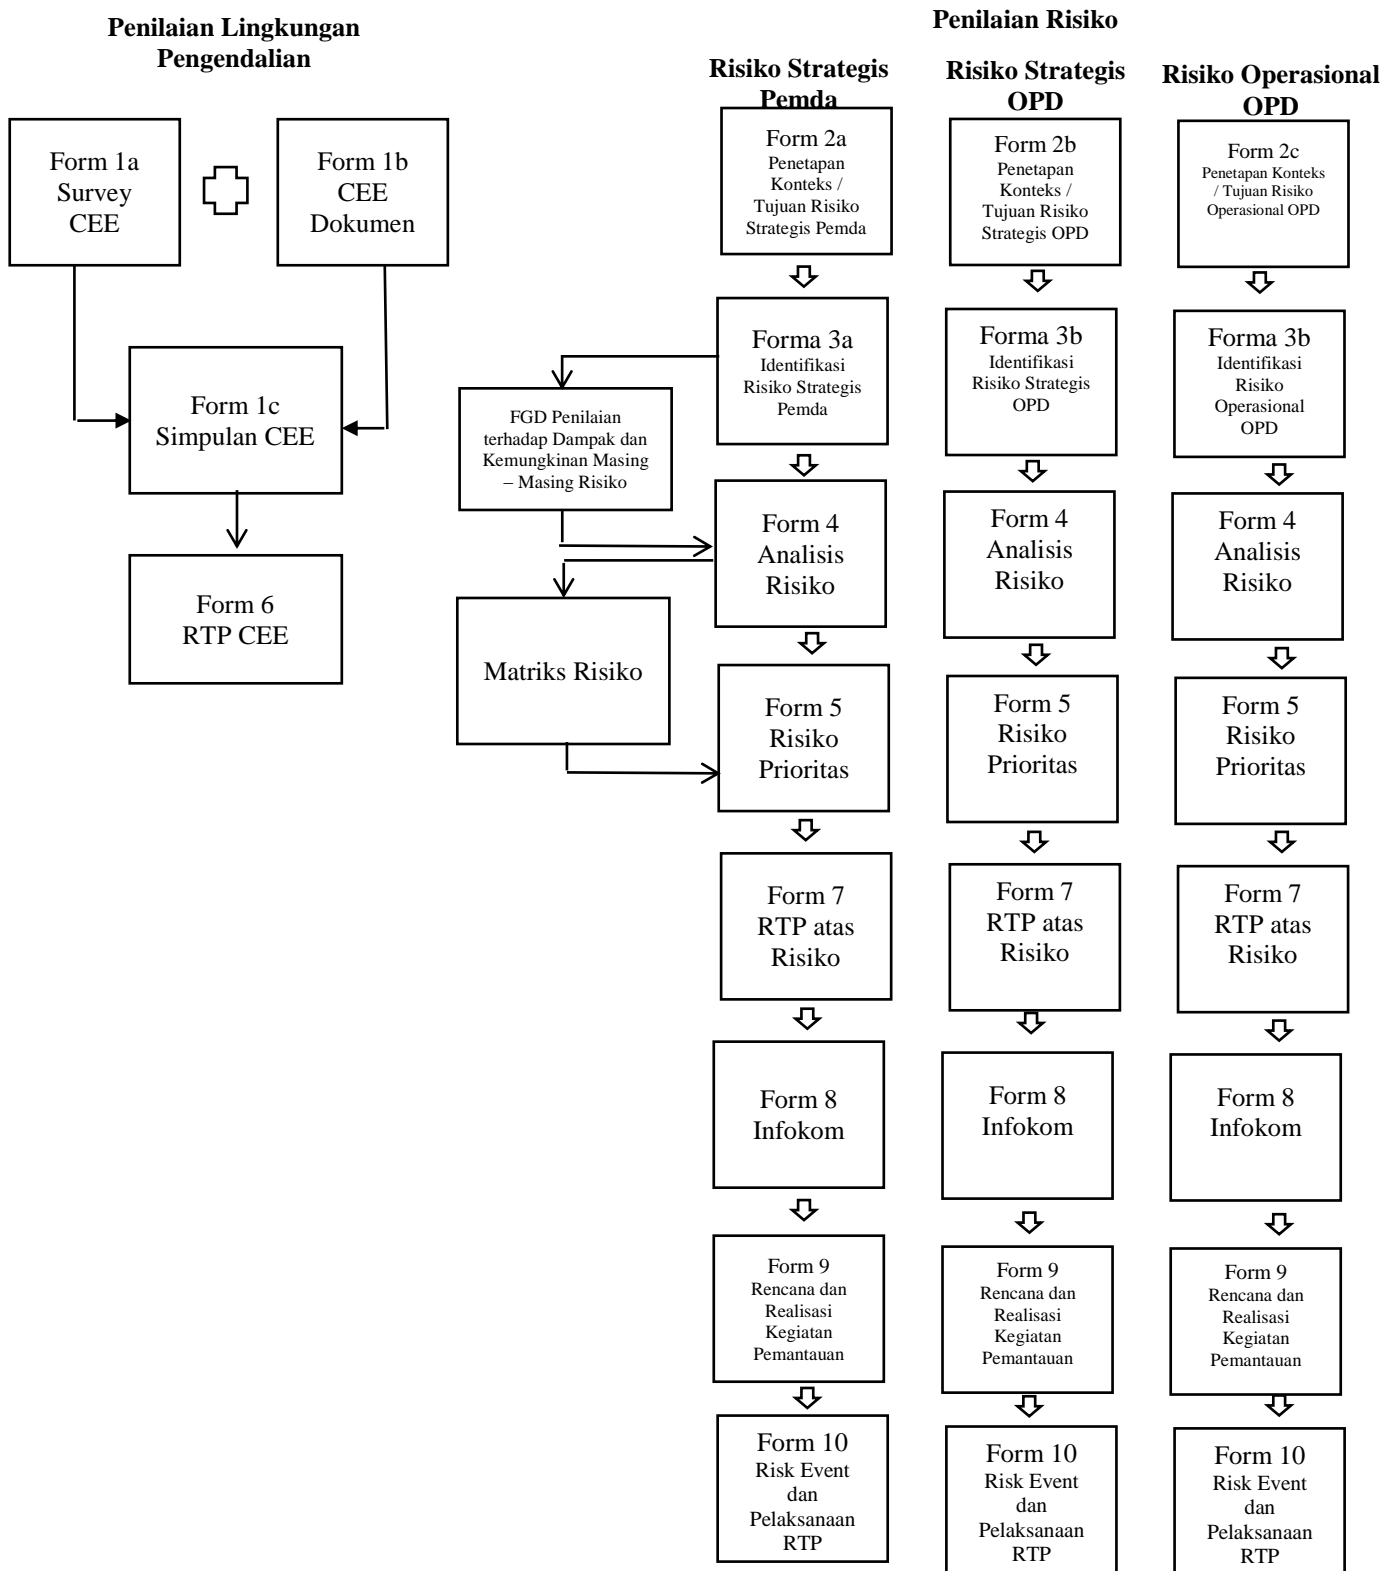 Penilaian Lingkungan
Pengendalian
Form 1a
Survey
CEE
Form 1b
CEE
Dokumen
Form 1c
Simpulan CEE
Form 6
RTP CEE
Penilaian Risiko
Risiko Strategis
Pemda
Form 2a
Penetapan
Konteks /
Tujuan Risiko
Strategis Pemda
Forma 3a
Identifikasi
Risiko Strategis
Pemda
FGD Penilaian
terhadap Dampak dan
Kemungkinan Masing
– Masing Risiko
Form 4
Analisis
Risiko
Matriks Risiko
Form 5
Risiko
Prioritas
Form 7
RTP atas
Risiko
Form 8
Infokom
Form 9
Rencana dan
Realisasi
Kegiatan
Pemantauan
Form 10
Risk Event
dan
Pelaksanaan
RTP
Risiko Strategis
OPD
Form 2b
Penetapan
Konteks /
Tujuan Risiko
Strategis OPD
Forma 3b
Identifikasi
Risiko Strategis
OPD
Form 4
Analisis
Risiko
Form 5
Risiko
Prioritas
Form 7
RTP atas
Risiko
Form 8
Infokom
Form 9
Rencana dan
Realisasi
Kegiatan
Pemantauan
Form 10
Risk Event
dan
Pelaksanaan
RTP
Risiko Operasional
OPD
Form 2c
Penetapan Konteks
/ Tujuan Risiko
Operasional OPD
Forma 3b
Identifikasi
Risiko
Operasional
OPD
Form 4
Analisis
Risiko
Form 5
Risiko
Prioritas
Form 7
RTP atas
Risiko
Form 8
Infokom
Form 9
Rencana dan
Realisasi
Kegiatan
Pemantauan
Form 10
Risk Event
dan
Pelaksanaan
RTP